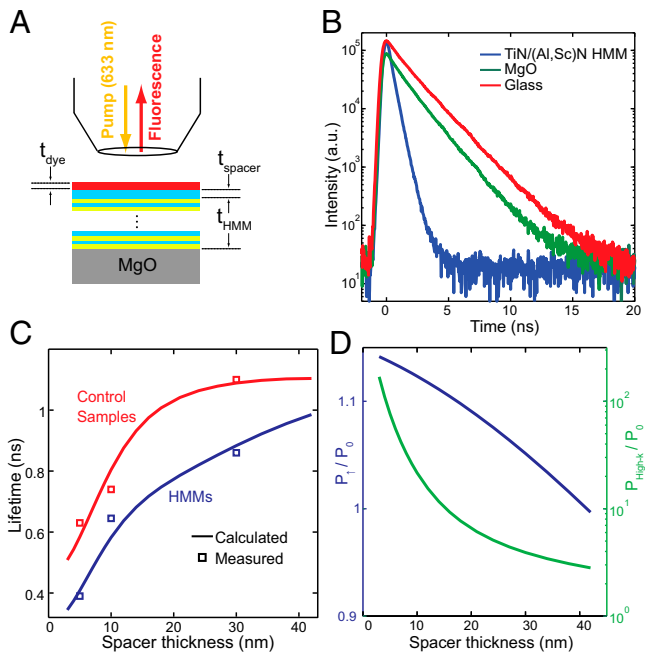 A
Pump (633 nm)
Fluorescence
t_dye
t_spacer
t_HMM
MgO
B
TiN/(Al,Sc)N HMM
MgO
Glass
Intensity (a.u.)
10^5
10^4
10^3
10^2
10^1
0 5 10 15 20
Time (ns)
C
Control
Samples
HMMs
Calculated
Measured
Lifetime (ns)
1
0.8
0.6
0.4
0 10 20 30 40
Spacer thickness (nm)
D
P↑ / P_0
1.1
1
0.9
P_High-k / P_0
10^2
10^1
10^0
0 10 20 30 40
Spacer thickness (nm)